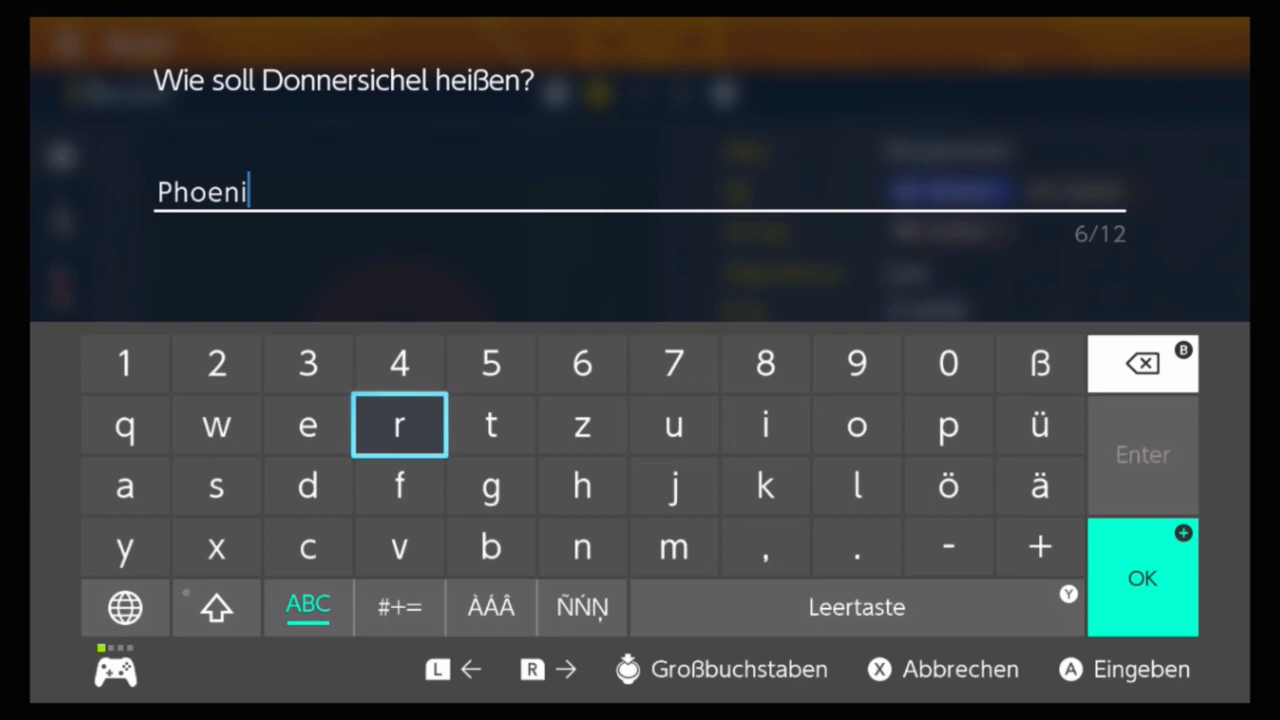 Wie soll Donnersichel heißen?
Phoeni
6/12
1 2 3 4 5 6 7 8 9 0 ß B
q w e r t z u i o p ü Enter
a s d f g h j k l ö ä
y x c v b n m , . - + + OK
ABC #+= ÀÁÂ ÑŃŅ Leertaste Y
L ← R → Großbuchstaben X Abbrechen A Eingeben